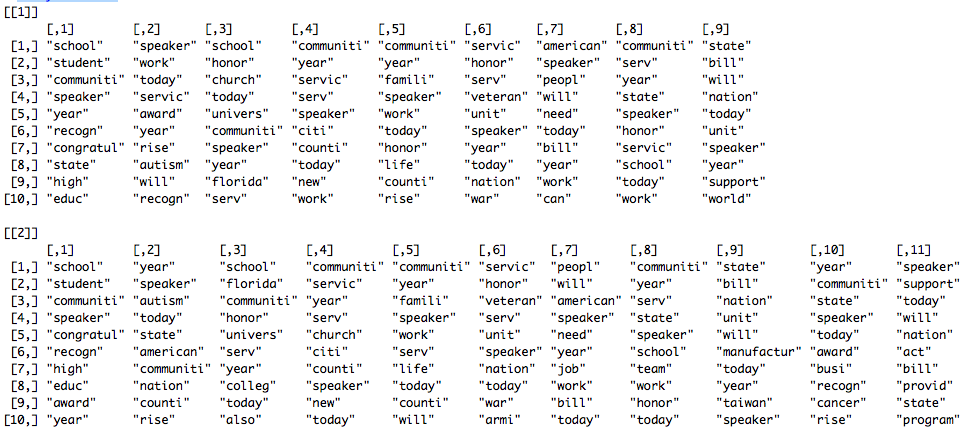 [[1]]
[,1] [,2] [,3] [,4] [,5] [,6] [,7] [,8] [,9]
[1,] "school" "speaker" "school" "communiti" "communiti" "servic" "american" "communiti" "state"
[2,] "student" "work" "honor" "year" "year" "honor" "speaker" "serv" "bill"
[3,] "communiti" "today" "church" "servic" "famili" "serv" "peopl" "year" "will"
[4,] "speaker" "servic" "today" "serv" "speaker" "veteran" "will" "state" "nation"
[5,] "year" "award" "univers" "speaker" "work" "unit" "need" "speaker" "today"
[6,] "recogn" "year" "communiti" "citi" "today" "speaker" "today" "honor" "unit"
[7,] "congratul" "rise" "speaker" "counti" "honor" "year" "bill" "servic" "speaker"
[8,] "state" "autism" "year" "today" "life" "today" "year" "school" "year"
[9,] "high" "will" "florida" "new" "counti" "nation" "work" "today" "support"
[10,] "educ" "recogn" "serv" "work" "rise" "war" "can" "work" "world"
[[2]]
[,1] [,2] [,3] [,4] [,5] [,6] [,7] [,8] [,9] [,10] [,11]
[1,] "school" "year" "school" "communiti" "communiti" "servic" "peopl" "communiti" "state" "year" "speaker"
[2,] "student" "speaker" "florida" "servic" "year" "honor" "will" "year" "bill" "communiti" "support"
[3,] "communiti" "autism" "communiti" "year" "famili" "veteran" "american" "serv" "nation" "state" "today"
[4,] "speaker" "today" "honor" "serv" "speaker" "serv" "speaker" "state" "unit" "speaker" "will"
[5,] "congratul" "state" "univers" "church" "work" "unit" "need" "speaker" "will" "today" "nation"
[6,] "recogn" "american" "serv" "citi" "serv" "speaker" "year" "school" "manufactur" "award" "act"
[7,] "high" "communiti" "year" "counti" "life" "nation" "job" "team" "today" "busi" "bill"
[8,] "educ" "nation" "colleg" "speaker" "today" "today" "work" "work" "year" "recogn" "provid"
[9,] "award" "counti" "today" "new" "counti" "war" "bill" "honor" "taiwan" "cancer" "state"
[10,] "year" "rise" "also" "today" "will" "armi" "today" "today" "speaker" "rise" "program"